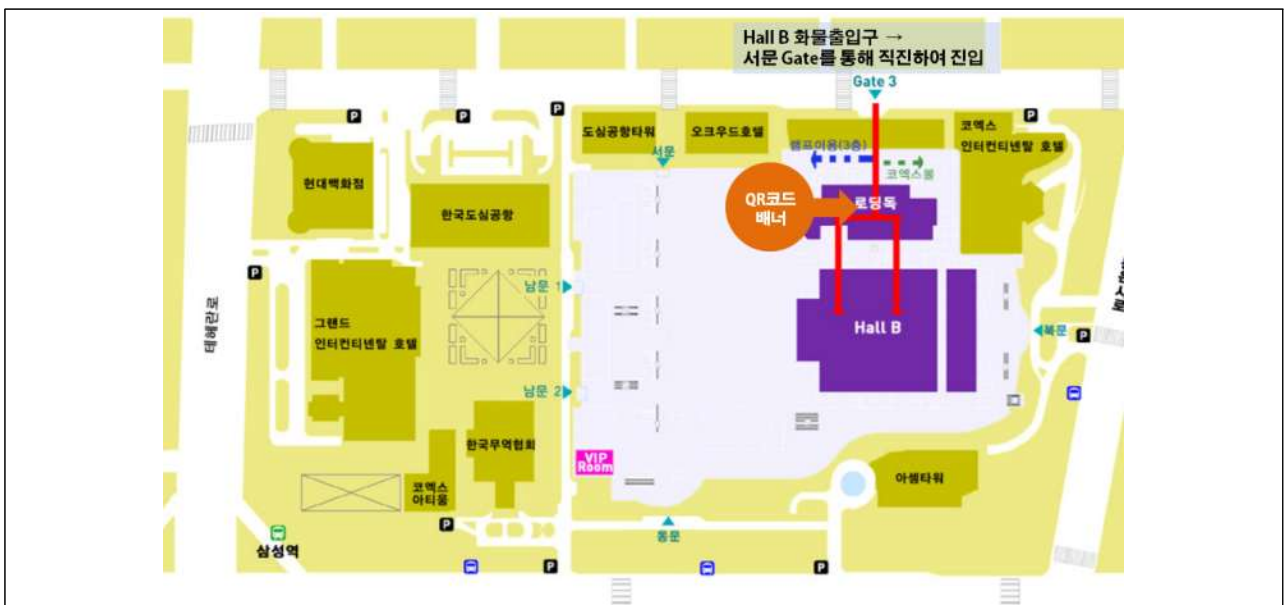 Hall B 화물출입구 →
서문 Gate를 통해 직진하여 진입
Gate 3
P
P
P
P
도심공항타워
오크우드호텔
코엑스
인터컨티넨탈 호텔
서문
램프이용(3층)
코엑스몰
현대백화점
한국도심공항
QR코드
배너
로딩독
P
남문 1
테헤란로
그랜드
인터컨티넨탈 호텔
Hall B
북문
P
남문 2
한국무역협회
VIP
Room
코엑스
아티움
아셈타워
P
동문
삼성역
P
P